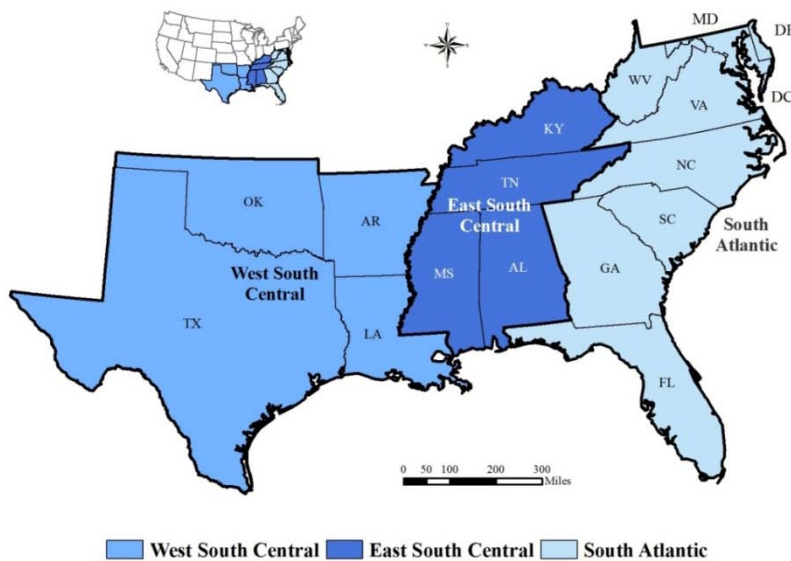 MD
DE
WV
DC
VA
KY
NC
TN
OK
AR
East South
Central
SC
South
Atlantic
West South
Central
MS
AL
GA
TX
LA
FL
0 50 100 200 300
Miles
West South Central East South Central South Atlantic